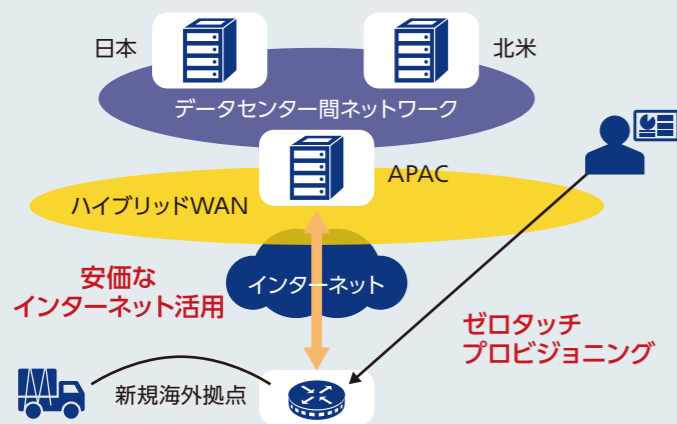 日本
北米
データセンター間ネットワーク
APAC
ハイブリッドWAN
安価な
インターネット活用
インターネット
ゼロタッチ
プロビジョニング
新規海外拠点